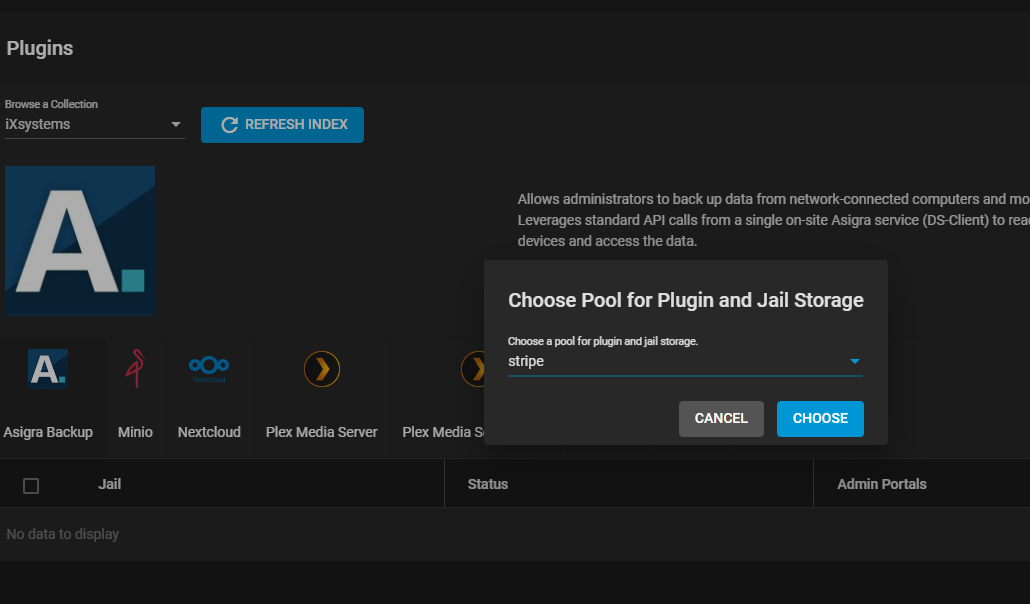 Plugins
Browse a Collection
iXsystems
REFRESH INDEX
Allows administrators to back up data from network-connected computers and mo
Leverages standard API calls from a single on-site Asigra service (DS-Client) to rea
devices and access the data.
A.
Choose Pool for Plugin and Jail Storage
Choose a pool for plugin and jail storage.
stripe
CANCEL
CHOOSE
A.
Nextcloud
Asigra Backup
Minio
Nextcloud
Plex Media Server
Plex Media S
Jail
Status
Admin Portals
No data to display